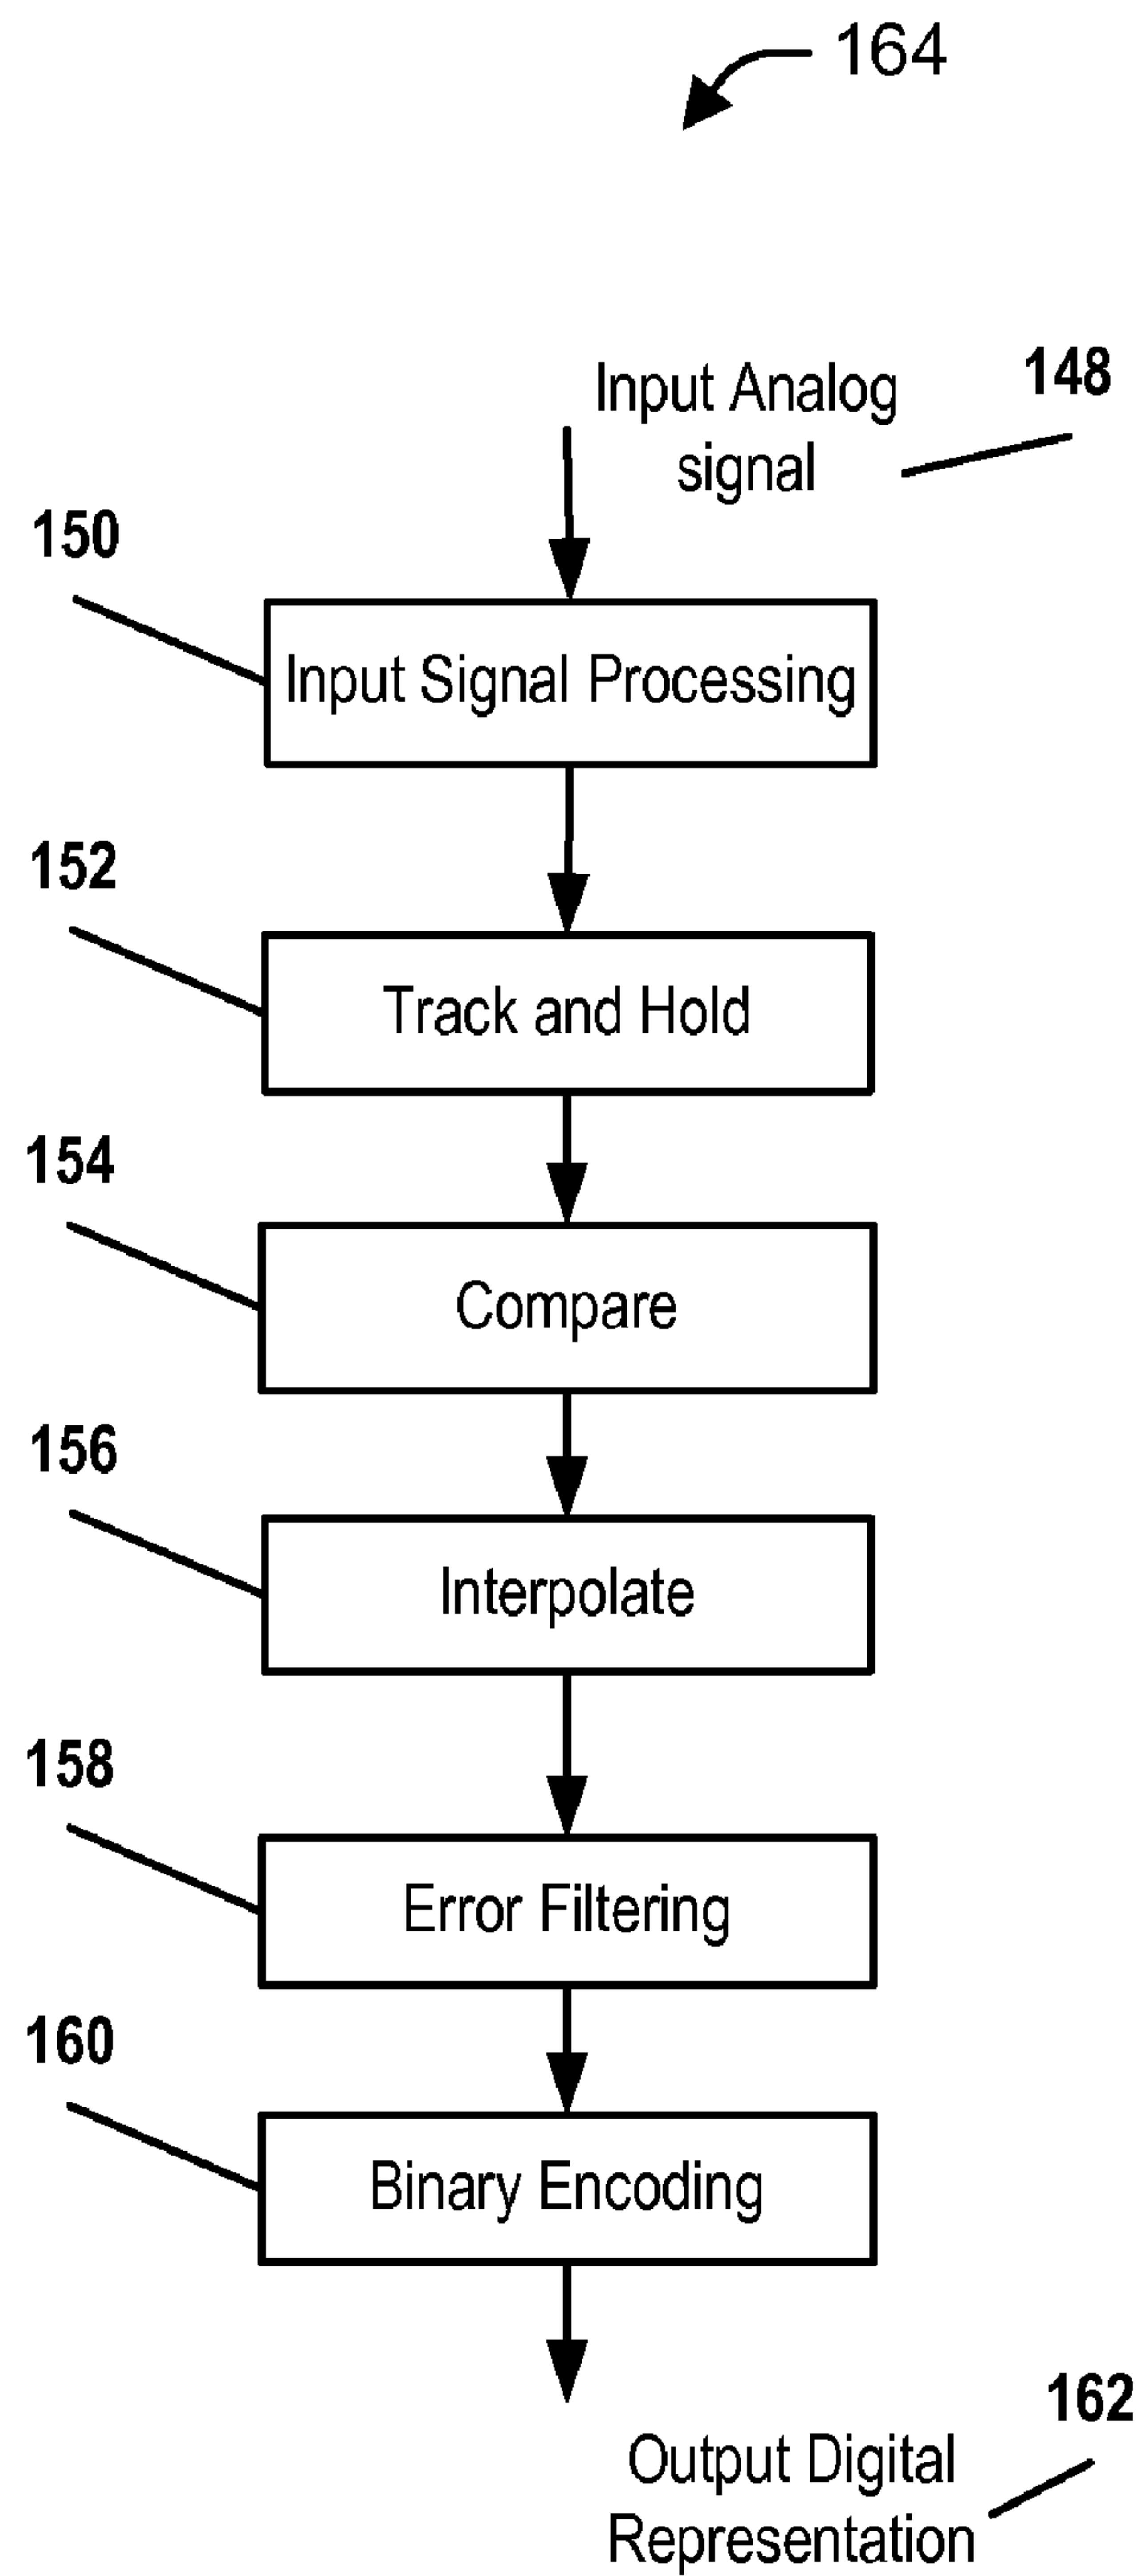 164
Input Analog
signal
148
150
Input Signal Processing
152
Track and Hold
154
Compare
156
Interpolate
158
Error Filtering
160
Binary Encoding
162
Output Digital
Representation